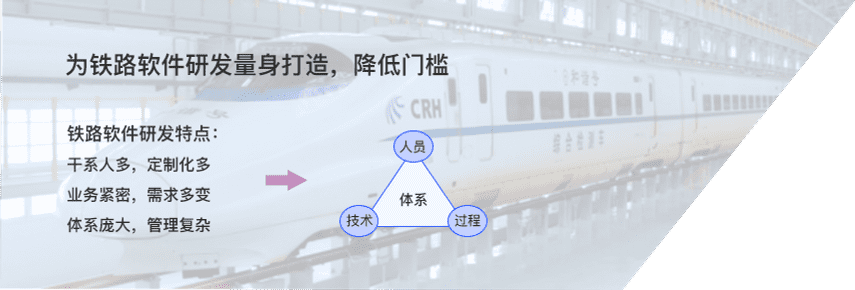 为铁路软件研发量身打造，降低门槛
铁路软件研发特点：
干系人多，定制化多
业务紧密，需求多变
体系庞大，管理复杂
人员
体系
技术
过程
和谐号
CRH
综合检测车